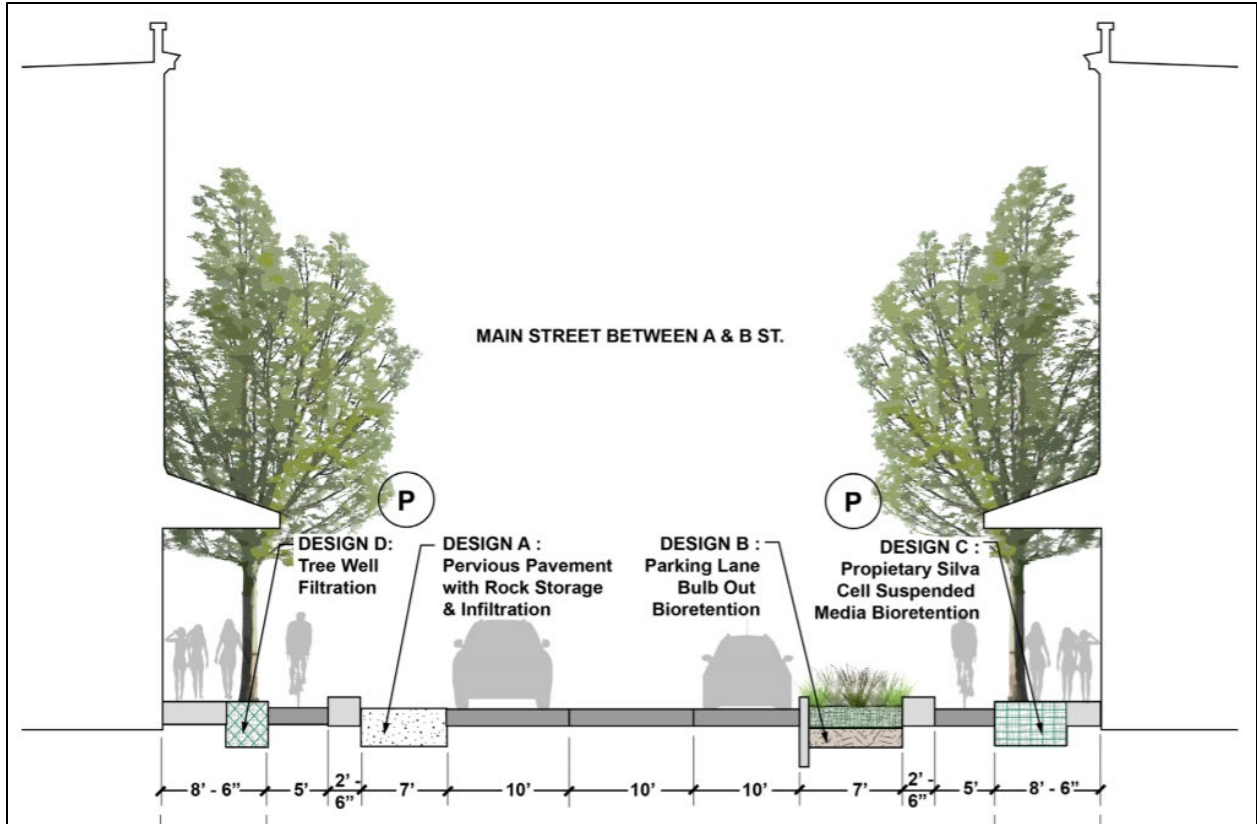 MAIN STREET BETWEEN A & B ST.
P
P
DESIGN D:
Tree Well
Filtration
DESIGN A :
Pervious Pavement
with Rock Storage
& Infiltration
DESIGN B :
Parking Lane
Bulb Out
Bioretention
DESIGN C :
Propietary Silva
Cell Suspended
Media Bioretention
8' - 6"
5'
2' -
6"
7'
10'
10'
10'
7'
2' -
6"
5'
8' - 6"